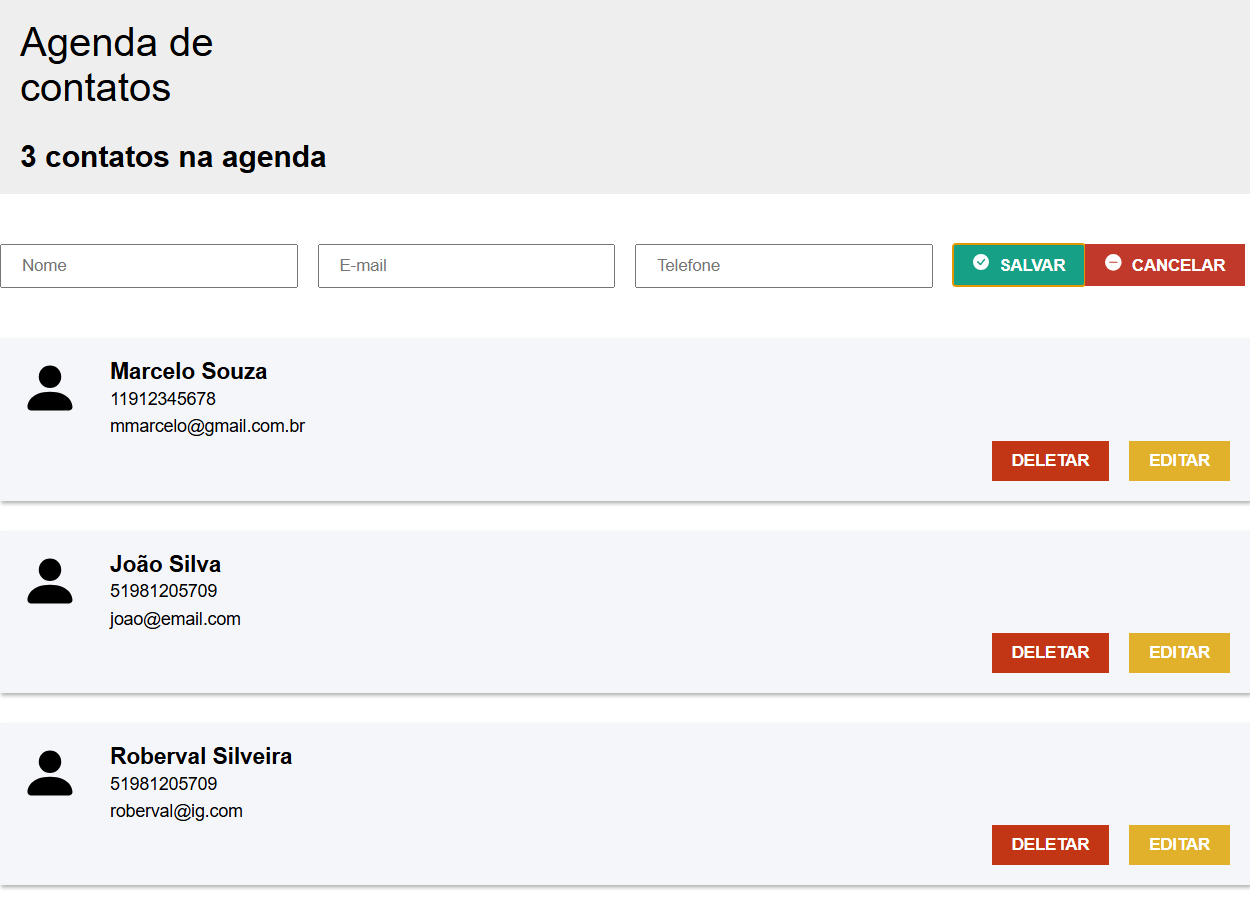 Agenda de
contatos
3 contatos na agenda
Nome E-mail Telefone SALVAR CANCELAR
Marcelo Souza
11912345678
mmarcelo@gmail.com.br
DELETAR EDITAR
João Silva
51981205709
joao@email.com
DELETAR EDITAR
Roberval Silveira
51981205709
roberval@ig.com
DELETAR EDITAR